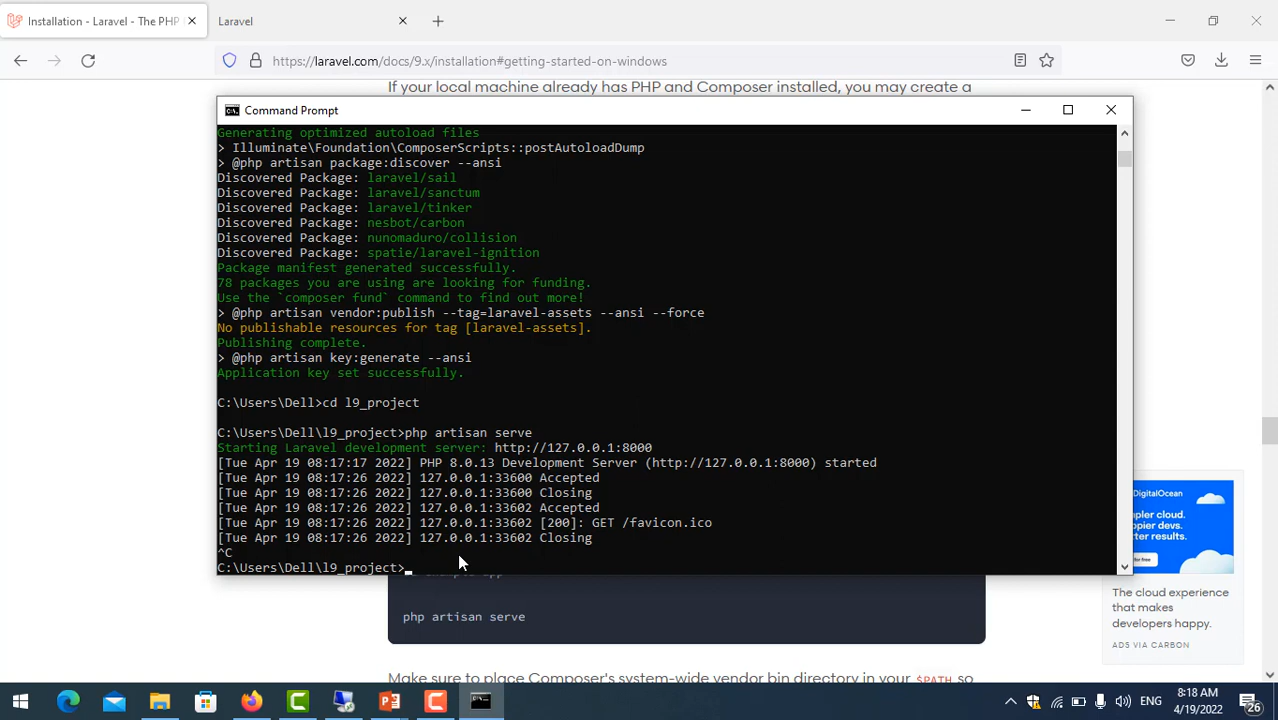 Installation - Laravel - The PHP
Laravel
https://laravel.com/docs/9.x/installation#getting-started-on-windows
If your local machine already has PHP and Composer installed, you may create a
Command Prompt
Generating optimized autoload files
> Illuminate\Foundation\ComposerScripts::postAutoloadDump
> @php artisan package:discover --ansi
Discovered Package: laravel/sail
Discovered Package: laravel/sanctum
Discovered Package: laravel/tinker
Discovered Package: nesbot/carbon
Discovered Package: nunomaduro/collision
Discovered Package: spatie/laravel-ignition
Package manifest generated successfully.
78 packages you are using are looking for funding.
Use the `composer fund` command to find out more!
> @php artisan vendor:publish --tag=laravel-assets --ansi --force
No publishable resources for tag [laravel-assets].
Publishing complete.
> @php artisan key:generate --ansi
Application key set successfully.
C:\Users\Dell>cd l9_project
C:\Users\Dell\l9_project>php artisan serve
Starting Laravel development server: http://127.0.0.1:8000
[Tue Apr 19 08:17:17 2022] PHP 8.0.13 Development Server (http://127.0.0.1:8000) started
[Tue Apr 19 08:17:26 2022] 127.0.0.1:33600 Accepted
[Tue Apr 19 08:17:26 2022] 127.0.0.1:33600 Closing
[Tue Apr 19 08:17:26 2022] 127.0.0.1:33602 Accepted
[Tue Apr 19 08:17:26 2022] 127.0.0.1:33602 [200]: GET /favicon.ico
[Tue Apr 19 08:17:26 2022] 127.0.0.1:33602 Closing
^C
C:\Users\Dell\l9_project>
php artisan serve
DigitalOcean
pler cloud.
pier devs.
tter results.
for free
The cloud experience
that makes
developers happy.
ADS VIA CARBON
Make sure to place Composer's system-wide vendor bin directory in your $PATH so
ENG
8:18 AM
4/19/2022
26